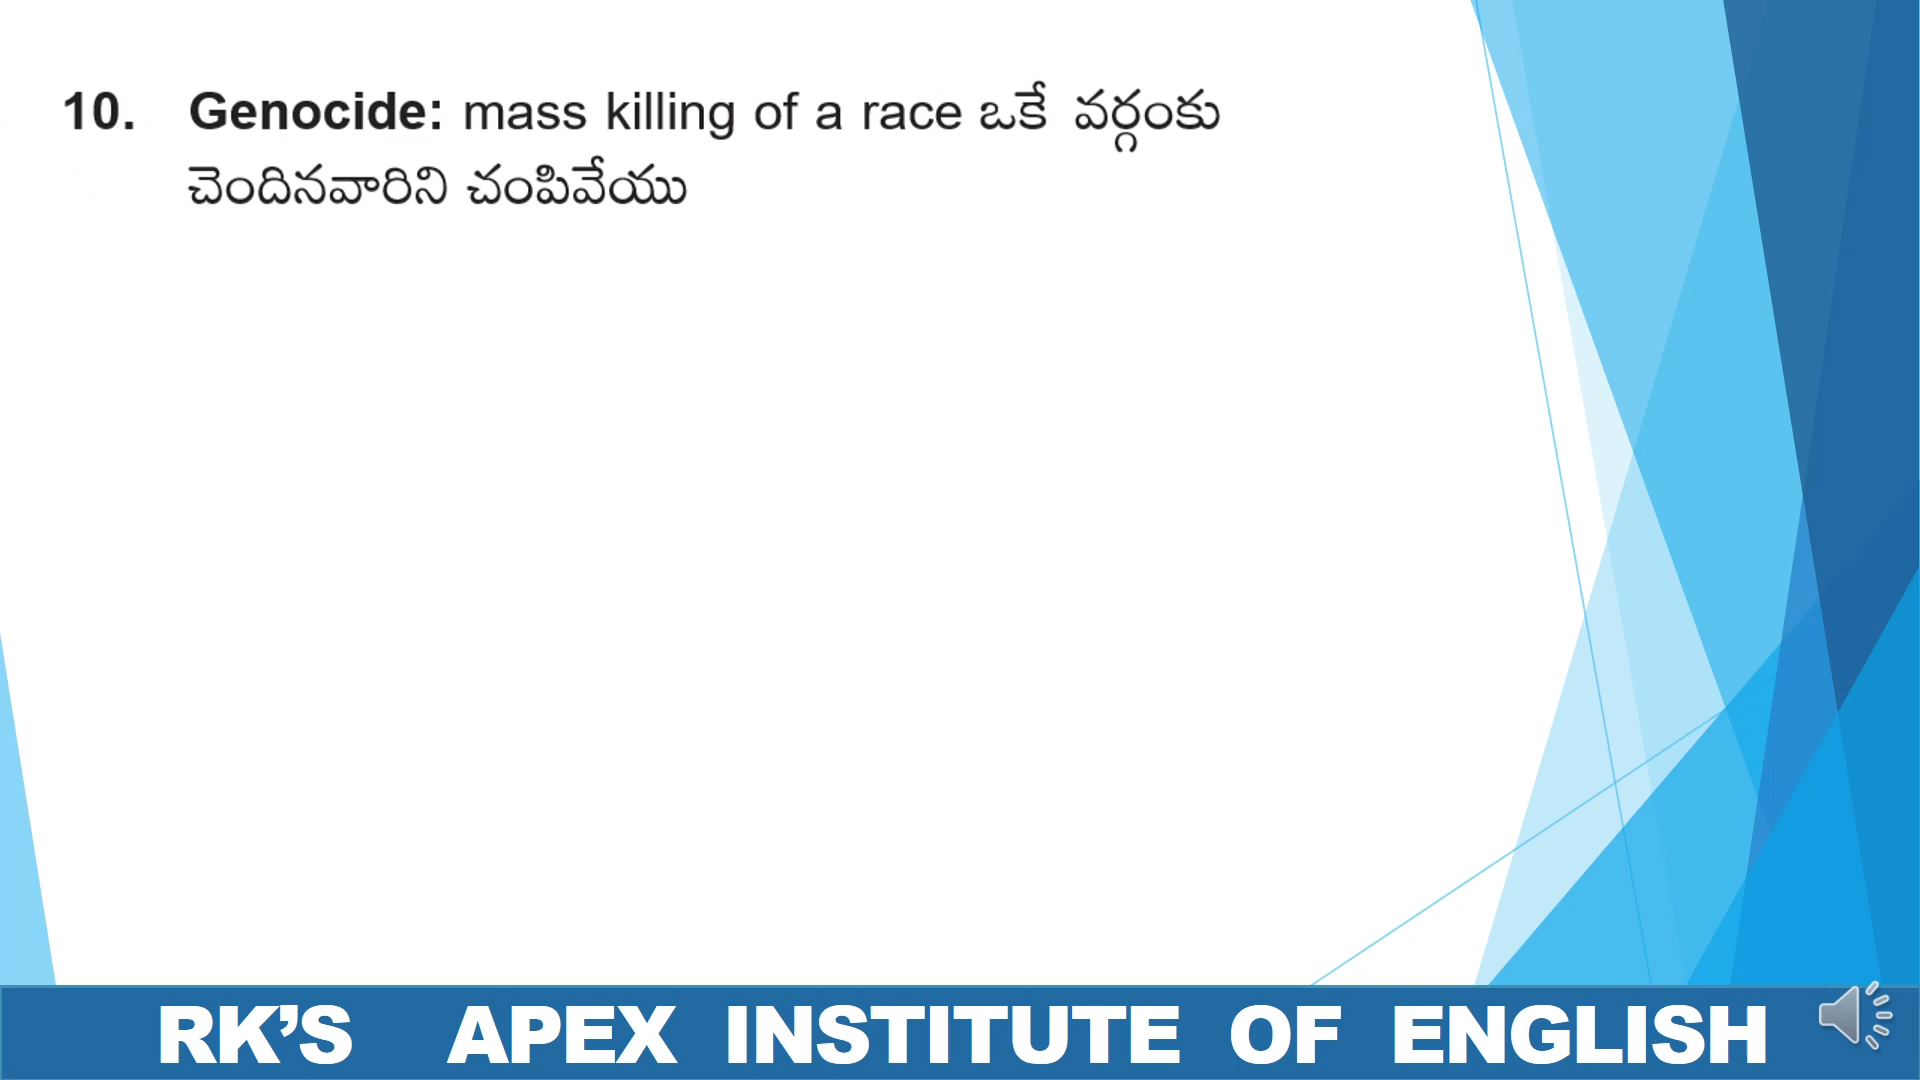 10. Genocide: mass killing of a race ఒకే వర్గంకు
చెందినవారిని చంపివేయు
RK’S APEX INSTITUTE OF ENGLISH